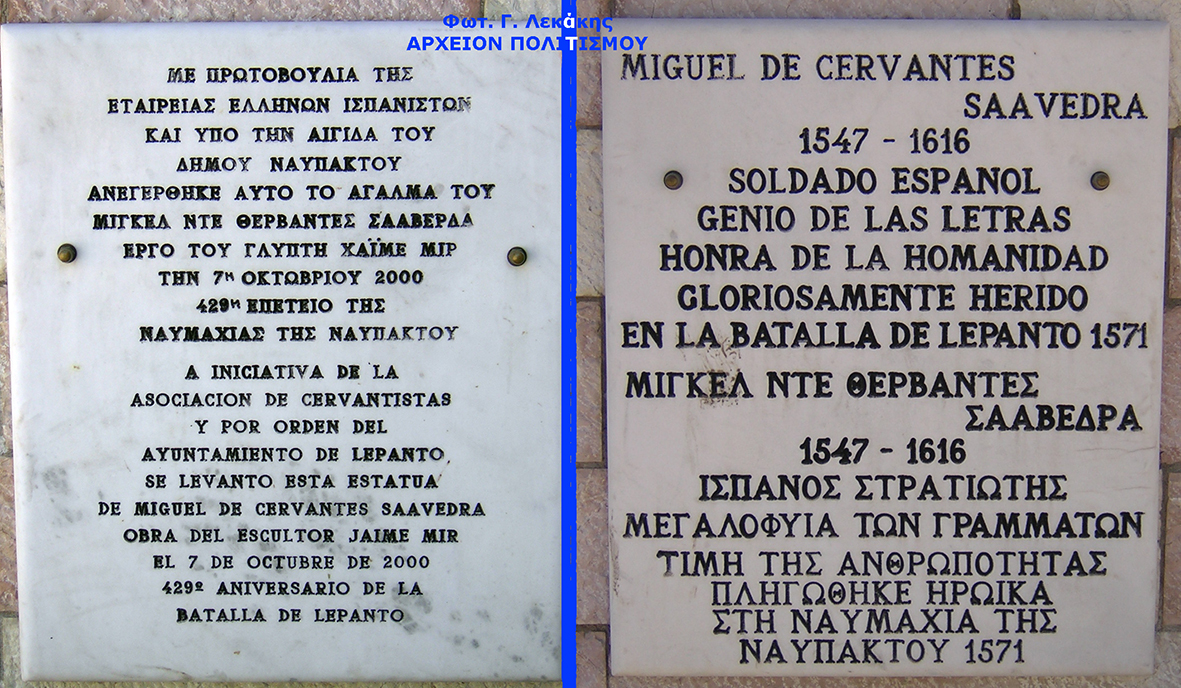 Φωτ. Γ. Λεκάκης
ΑΡΧΕΙΟΝ ΠΟΛΙΤΙΣΜΟΥ
ΜΕ ΠΡΩΤΟΒΟΥΛΙΑ ΤΗΣ
ΕΤΑΙΡΕΙΑΣ ΕΛΛΗΝΩΝ ΙΣΠΑΝΙΣΤΩΝ
ΚΑΙ ΥΠΟ ΤΗΝ ΑΙΓΙΔΑ ΤΟΥ
ΔΗΜΟΥ ΝΑΥΠΑΚΤΟΥ
ΑΝΕΓΕΡΘΗΚΕ ΑΥΤΟ ΤΟ ΑΓΑΛΜΑ ΤΟΥ
ΜΙΓΚΕΛ ΝΤΕ ΘΕΡΒΑΝΤΕΣ ΣΑΑΒΕΡΔΑ
ΕΡΓΟ ΤΟΥ ΓΛΥΠΤΗ ΧΑΪΜΕ ΜΙΡ
ΤΗΝ 7η ΟΚΤΩΒΡΙΟΥ 2000
429η ΕΠΕΤΕΙΟ ΤΗΣ
ΝΑΥΜΑΧΙΑΣ ΤΗΣ ΝΑΥΠΑΚΤΟΥ
A INICIATIVA DE LA
ASOCIACION DE CERVANTISTAS
Y POR ORDEN DEL
AYUNTAMIENTO DE LEPANTO
SE LEVANTO ESTA ESTATUA
DE MIGUEL DE CERVANTES SAAVEDRA
OBRA DEL ESCULTOR JAIME MIR
EL 7 DE OCTUBRE DE 2000
429º ANIVERSARIO DE LA
BATALLA DE LEPANTO
MIGUEL DE CERVANTES
SAAVEDRA
1547 - 1616
SOLDADO ESPANOL
GENIO DE LAS LETRAS
HONRA DE LA HOMANIDAD
GLORIOSAMENTE HERIDO
EN LA BATALLA DE LEPANTO 1571
ΜΙΓΚΕΛ ΝΤΕ ΘΕΡΒΑΝΤΕΣ
ΣΑΑΒΕΔΡΑ
1547 - 1616
ΙΣΠΑΝΟΣ ΣΤΡΑΤΙΩΤΗΣ
ΜΕΓΑΛΟΦΥΙΑ ΤΩΝ ΓΡΑΜΜΑΤΩΝ
ΤΙΜΗ ΤΗΣ ΑΝΘΡΩΠΟΤΗΤΑΣ
ΠΛΗΓΩΘΗΚΕ ΗΡΩΙΚΑ
ΣΤΗ ΝΑΥΜΑΧΙΑ ΤΗΣ
ΝΑΥΠΑΚΤΟΥ 1571